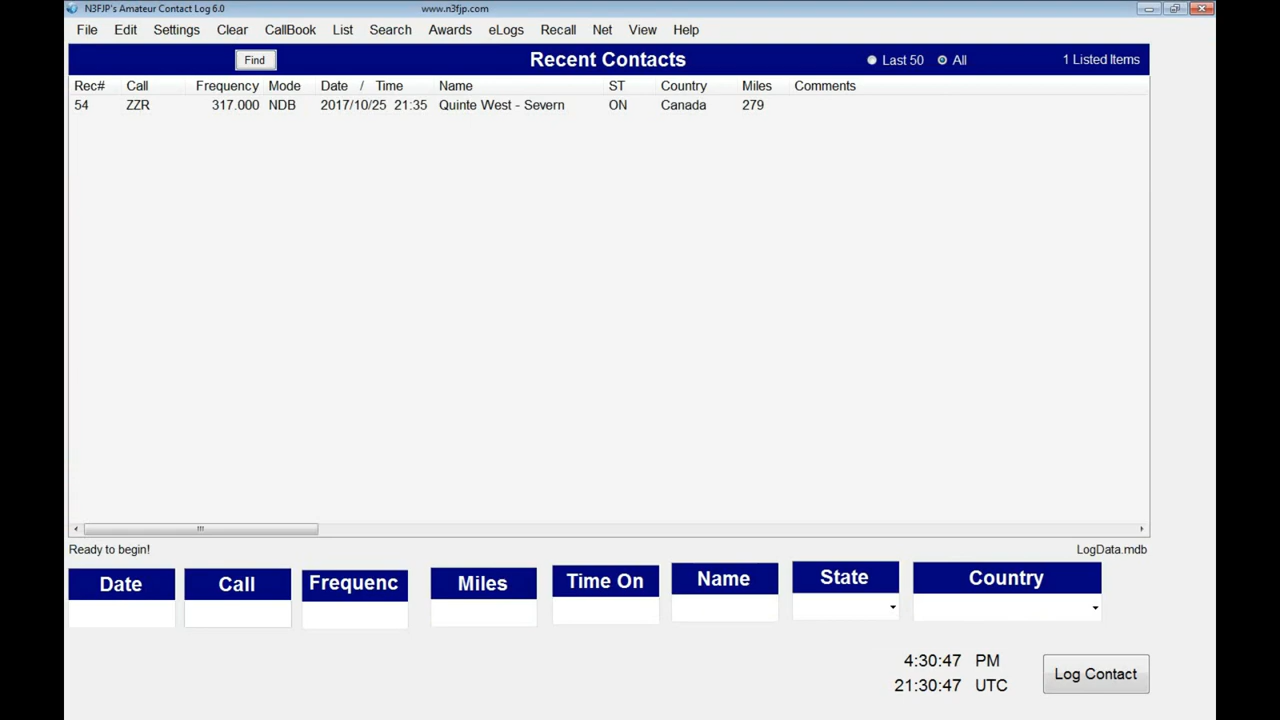 N3FJP's Amateur Contact Log 6.0 www.n3fjp.com
File Edit Settings Clear CallBook List Search Awards eLogs Recall Net View Help
Find Recent Contacts Last 50 All 1 Listed Items
Rec# Call Frequency Mode Date / Time Name ST Country Miles Comments
54 ZZR 317.000 NDB 2017/10/25 21:35 Quinte West - Severn ON Canada 279
Ready to begin! LogData.mdb
Date Call Frequenc Miles Time On Name State Country
4:30:47 PM
21:30:47 UTC
Log Contact